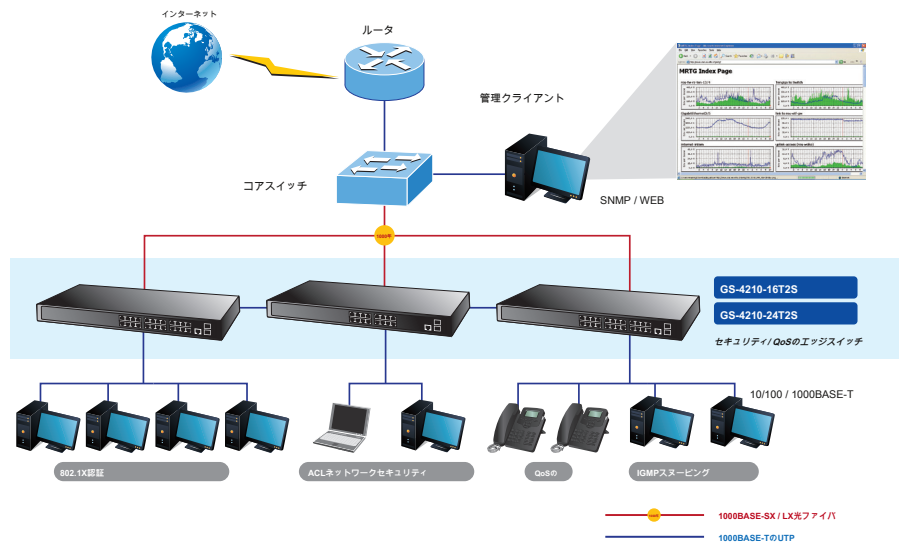 インターネット
ルータ
管理クライアント
MRTG Index Page
コアスイッチ
SNMP / WEB
1000年
GS-4210-16T2S
GS-4210-24T2S
セキュリティ/ QoSのエッジスイッチ
10/100 / 1000BASE-T
802.1X認証
ACLネットワークセキュリティ
QoSの
IGMPスヌーピング
1000BASE-SX / LX光ファイバ
1000BASE-TのUTP